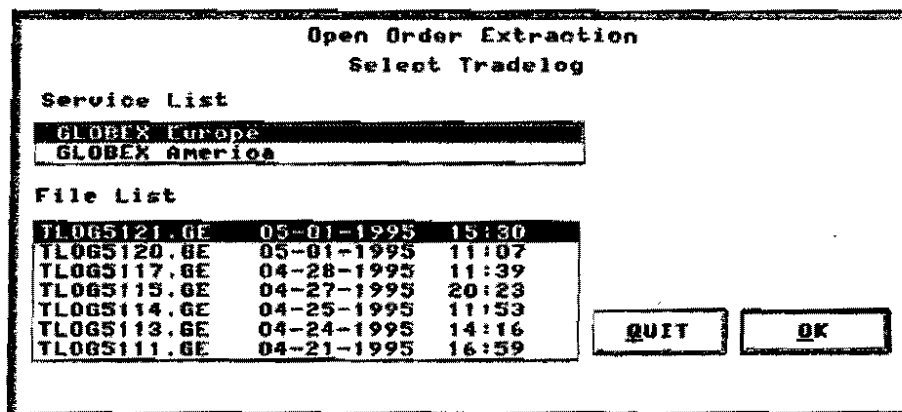 Open Order Extraction
Select Tradelog
Service List
GLOBEX Europe
GLOBEX America
File List
TLOG5121.GE 05-01-1995 15:30
TLOG5120.GE 05-01-1995 11:07
TLOG5117.GE 04-28-1995 11:39
TLOG5115.GE 04-27-1995 20:23
TLOG5114.GE 04-25-1995 11:53
TLOG5113.GE 04-24-1995 14:16
TLOG5111.GE 04-21-1995 16:59
QUIT OK